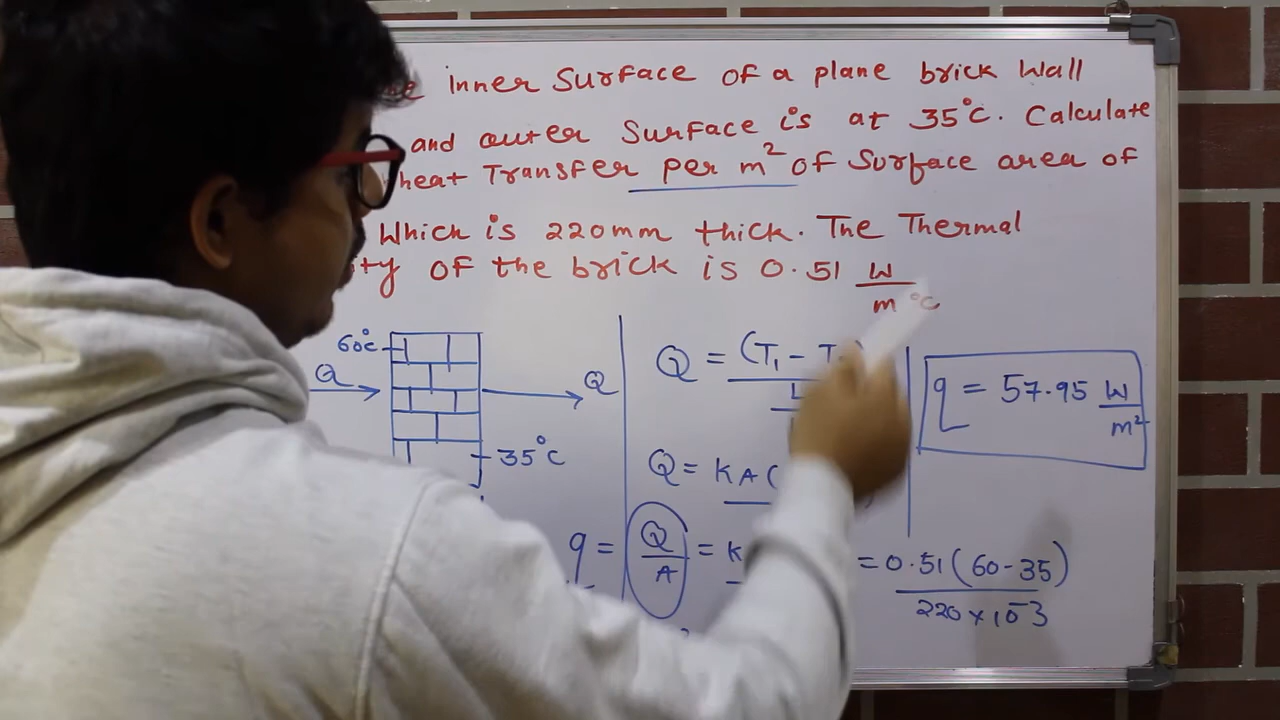 inner Surface of a plane brick Wall
and outer Surface is at 35°C. Calculate
heat Transfer per m² of Surface area of
Which is 220mm thick. The Thermal
of the brick is 0.51 W/m°C
60°C
Q
Q
35°C
Q = (T₁ - T
Q = KA(
q = Q/A = K
= 0.51(60-35) / 220×10⁻³
q = 57.95 W/m²